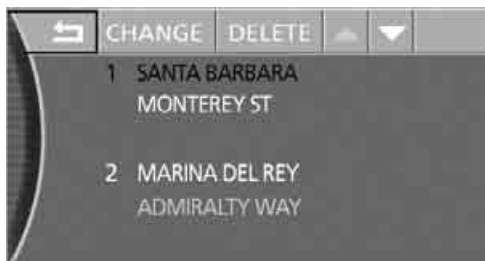 CHANGE DELETE
1 SANTA BARBARA
MONTEREY ST
2 MARINA DEL REY
ADMIRALTY WAY